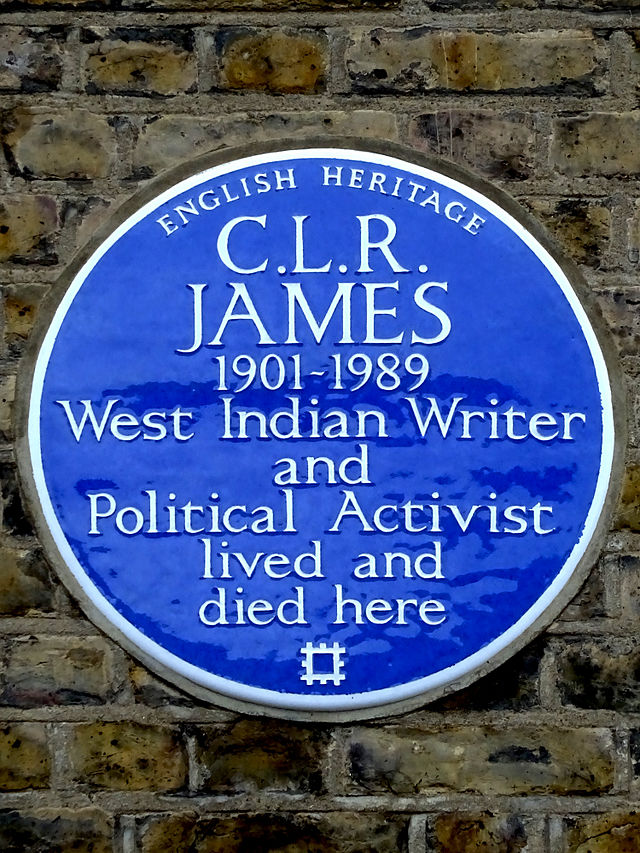 ENGLISH HERITAGE
C.L.R.
JAMES
1901-1989
West Indian Writer
and
Political Activist
lived and
died here